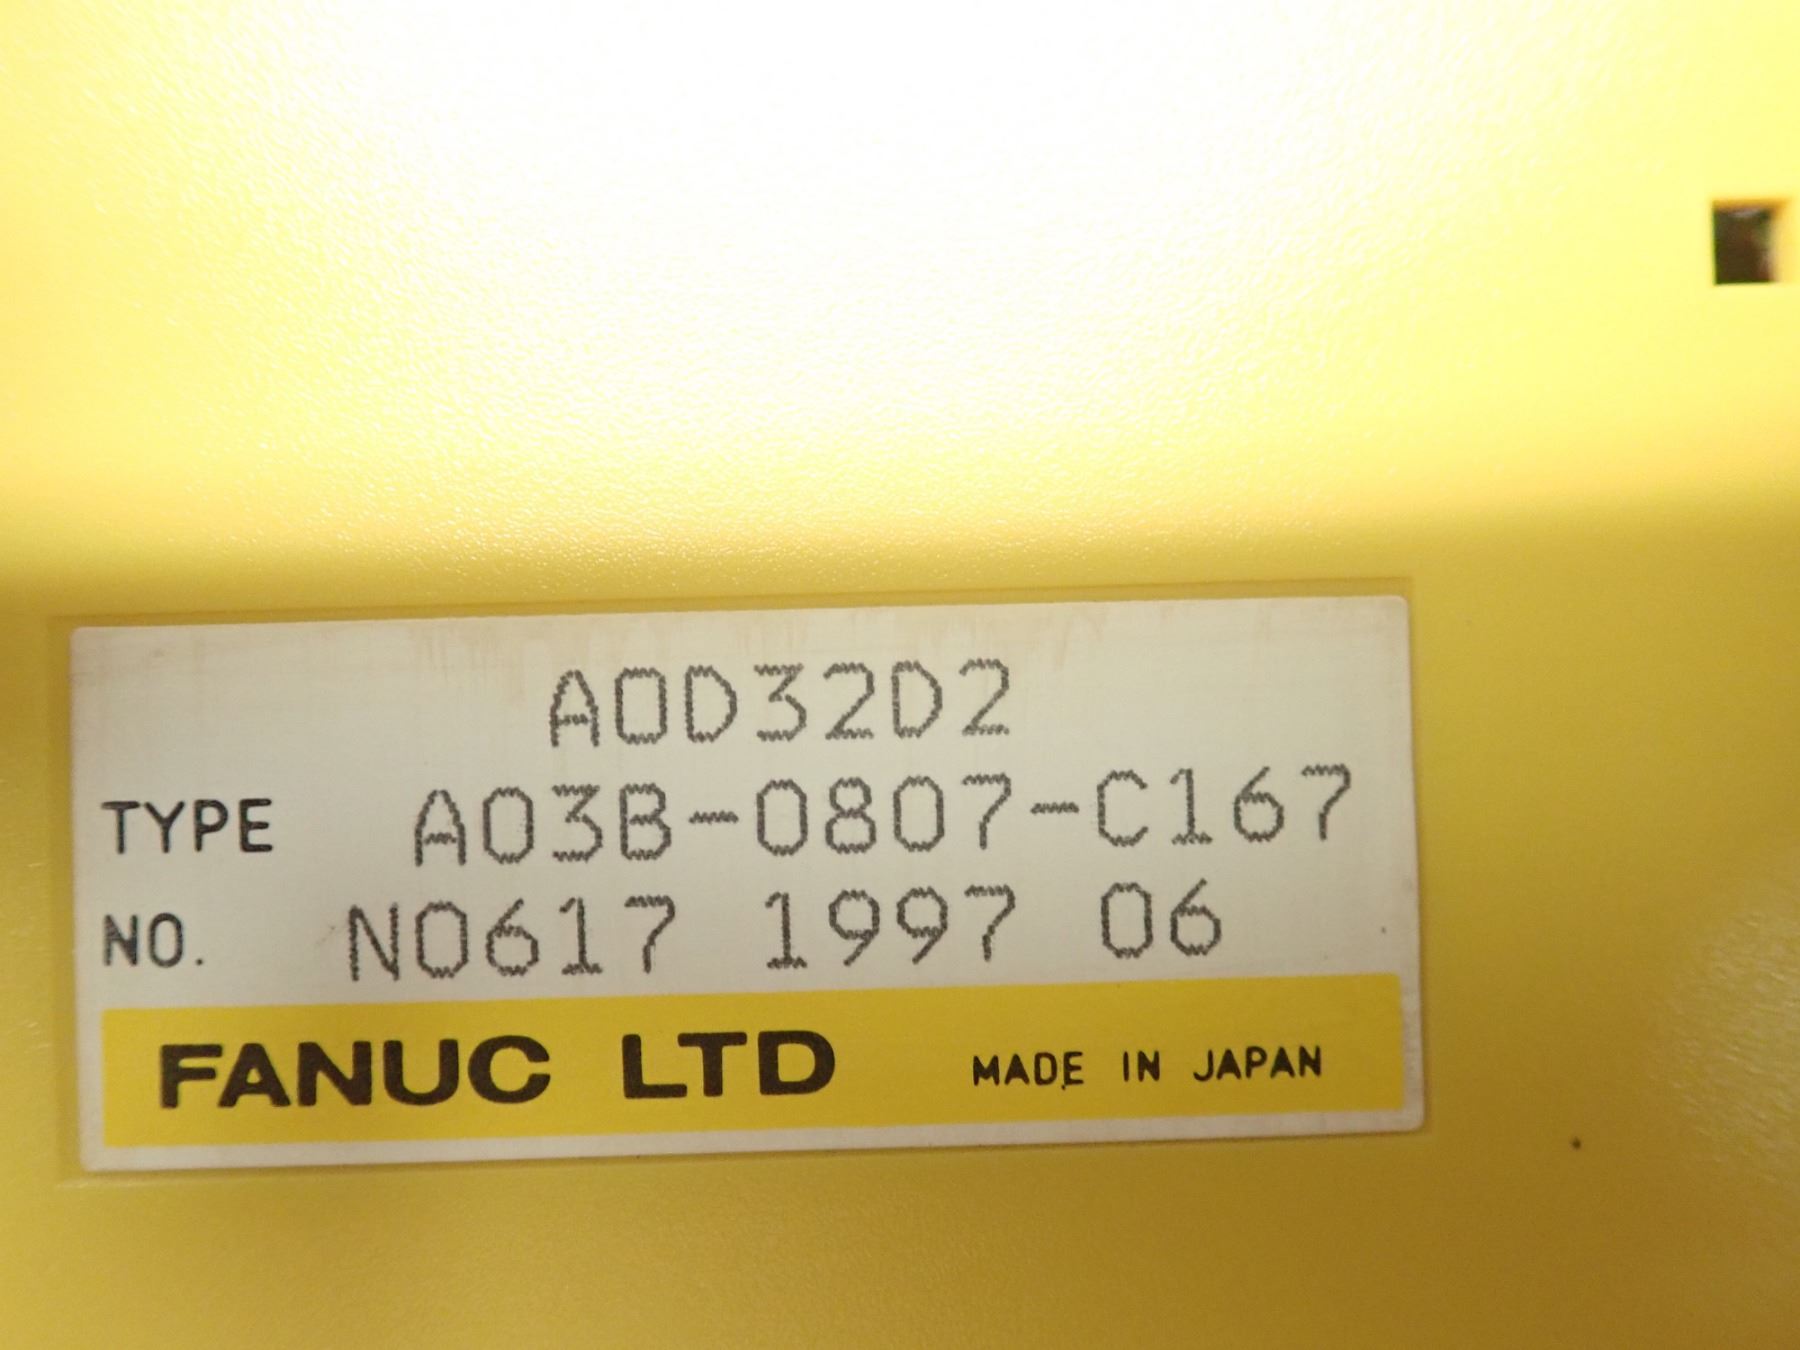 AOD32D2
TYPE A03B-0807-C167
NO. N0617 1997 06
FANUC LTD MADE IN JAPAN